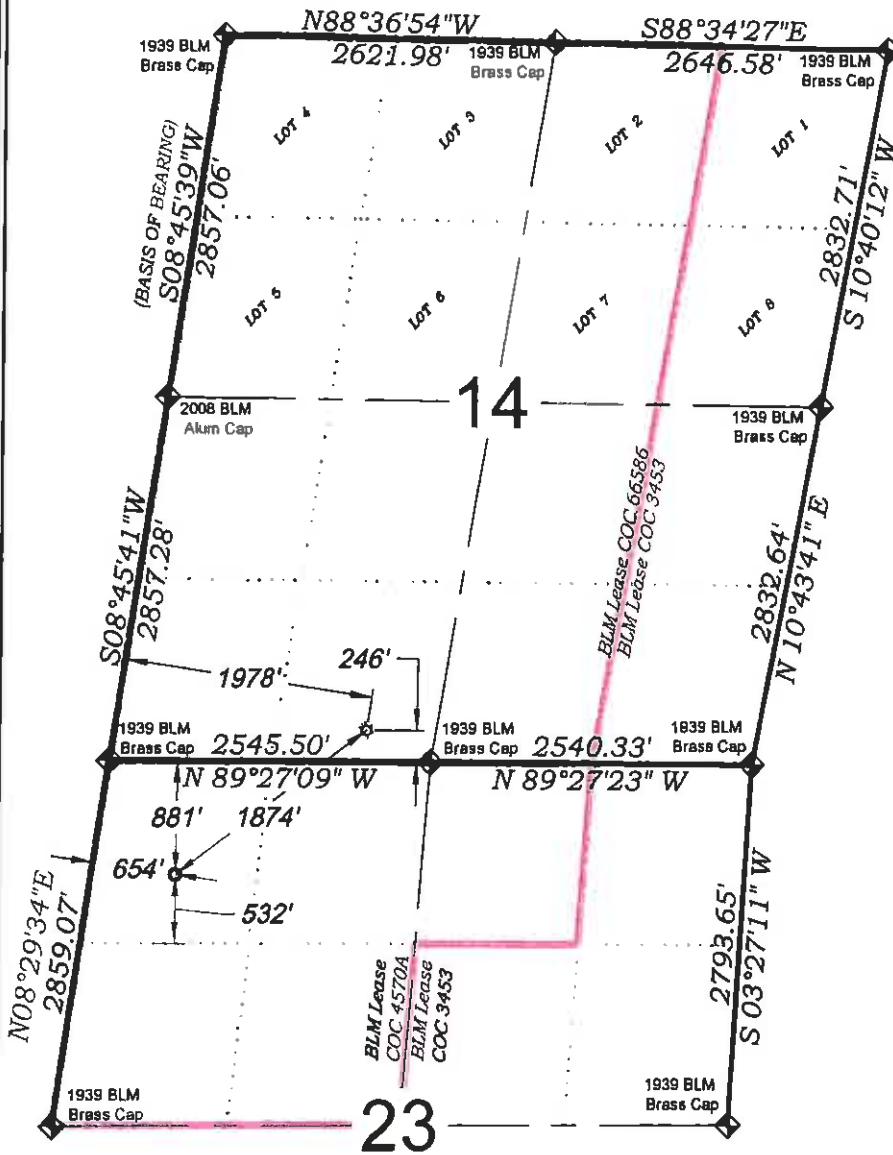 N88°36'54"W
S88°34'27"E
1939 BLM
Brass Cap
2621.98'
1939 BLM
Brass Cap
2646.58'
1939 BLM
Brass Cap
LOT 4
LOT 3
LOT 2
LOT 1
(BASIS OF BEARING)
S08°45'39"W
2857.06'
2832.71'
S 10°40'12" W
LOT 5
LOT 6
LOT 7
LOT 8
2008 BLM
Alum Cap
14
1939 BLM
Brass Cap
BLM Lease COC 66586
BLM Lease COC 3453
S08°45'41"W
2857.28'
2832.64'
N 10°43'41" E
1978'
246'
1939 BLM
Brass Cap
2545.50'
N 89°27'09" W
1939 BLM
Brass Cap
2540.33'
N 89°27'23" W
1939 BLM
Brass Cap
881'
1874'
654'
532'
N08°29'34"E
2859.07'
BLM Lease
COC 4570A
BLM Lease
COC 3453
2793.65'
S 03°27'11" W
1939 BLM
Brass Cap
23
1939 BLM
Brass Cap